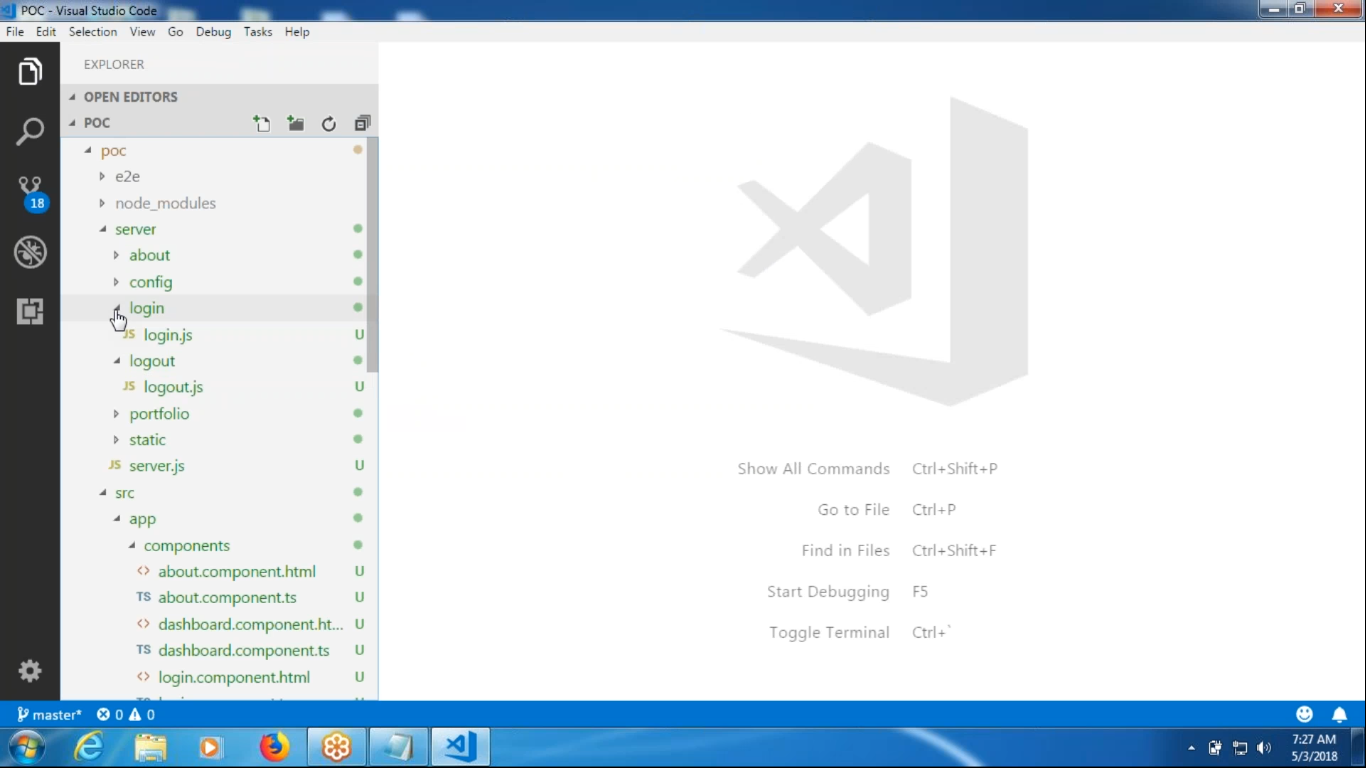 POC - Visual Studio Code
File Edit Selection View Go Debug Tasks Help
EXPLORER
OPEN EDITORS
POC
poc
e2e
node_modules
18
server
about
config
login
JS login.js U
logout
JS logout.js U
portfolio
static
JS server.js U
src
app
components
<> about.component.html U
TS about.component.ts U
<> dashboard.component.ht... U
TS dashboard.component.ts U
<> login.component.html U
Show All Commands Ctrl+Shift+P
Go to File Ctrl+P
Find in Files Ctrl+Shift+F
Start Debugging F5
Toggle Terminal Ctrl+`
master* 0 0
7:27 AM
5/3/2018